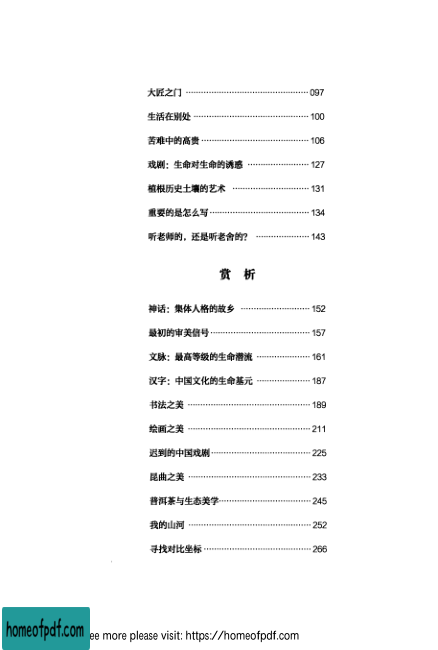 大匠之门 ················ 097
生活在别处 ················ 100
苦难中的高贵 ················ 106
戏剧：生命对生命的诱惑 ················ 127
植根历史土壤的艺术 ················ 131
重要的是怎么写 ················ 134
听老师的，还是听老舍的？ ················ 143
赏 析
神话：集体人格的故乡 ················ 152
最初的审美信号 ················ 157
文脉：最高等级的生命潜流 ················ 161
汉字：中国文化的生命基元 ················ 187
书法之美 ················ 189
绘画之美 ················ 211
迟到的中国戏剧 ················ 225
昆曲之美 ················ 233
普洱茶与生态美学 ················ 245
我的山河 ················ 252
寻找对比坐标 ················ 266
homeofpdf.com ee more please visit: https://homeofpdf.com